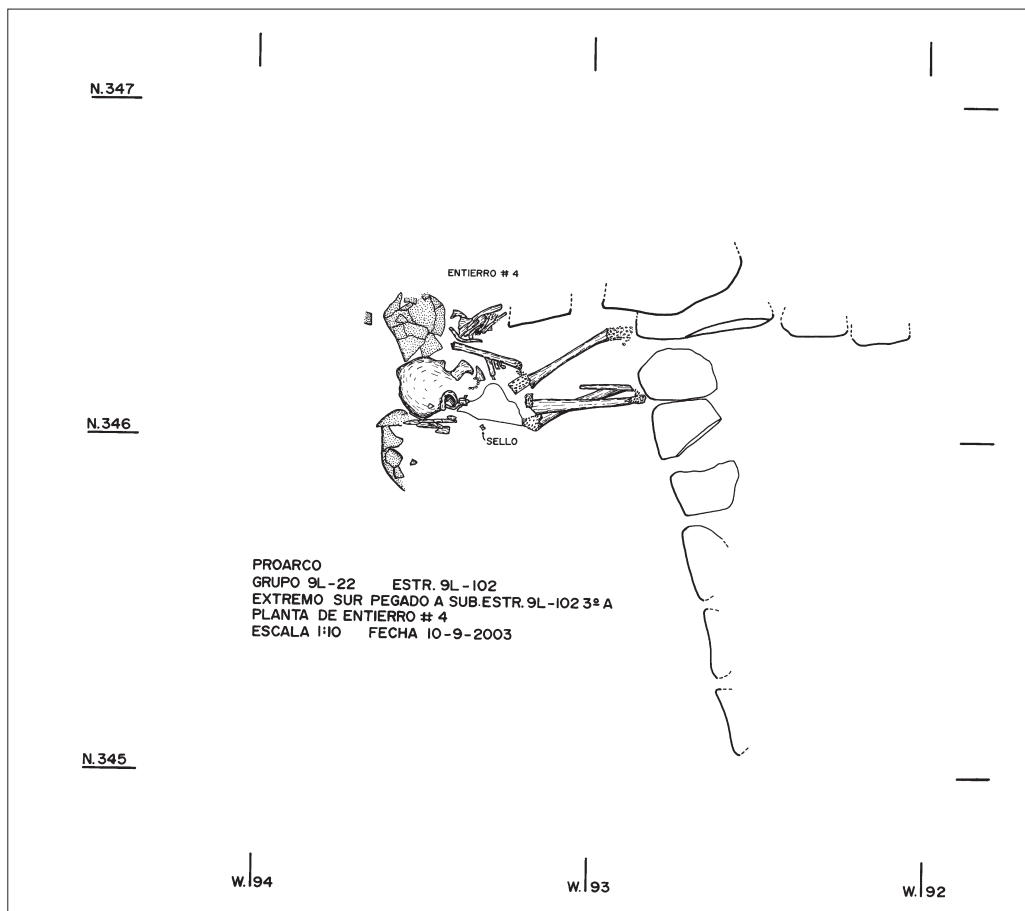 N.347
ENTIERRO # 4
N.346
SELLO
PROARCO
GRUPO 9L-22 ESTR. 9L-102
EXTREMO SUR PEGADO A SUB.ESTR. 9L-102 3º A
PLANTA DE ENTIERRO # 4
ESCALA 1:10 FECHA 10-9-2003
N.345
W.94
W.93
W.92